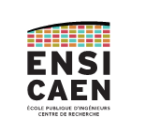 ENSI
CAEN
ÉCOLE PUBLIQUE D'INGÉNIEURS
CENTRE DE RECHERCHE